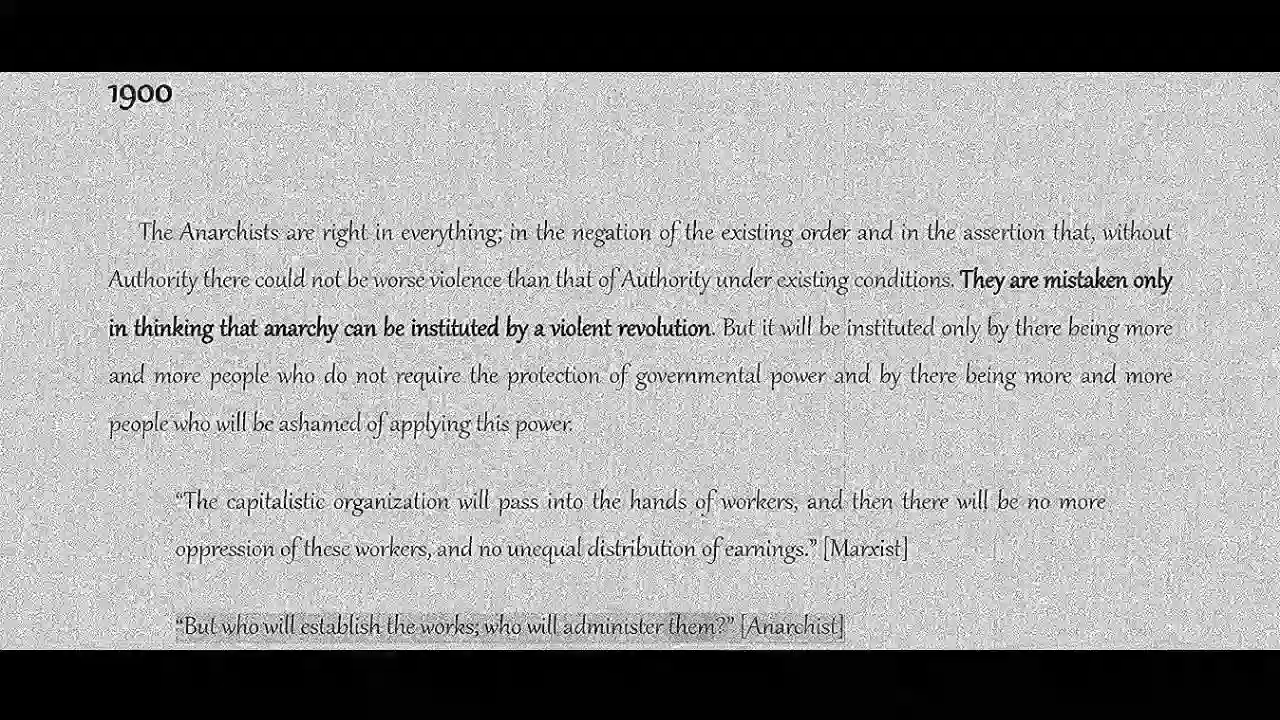 1900
The Anarchists are right in everything; in the negation of the existing order and in the assertion that, without
Authority there could not be worse violence than that of Authority under existing conditions. They are mistaken only
in thinking that anarchy can be instituted by a violent revolution. But it will be instituted only by there being more
and more people who do not require the protection of governmental power and by there being more and more
people who will be ashamed of applying this power.
“The capitalistic organization will pass into the hands of workers, and then there will be no more
oppression of these workers, and no unequal distribution of earnings.” [Marxist]
“But who will establish the works; who will administer them?” [Anarchist]